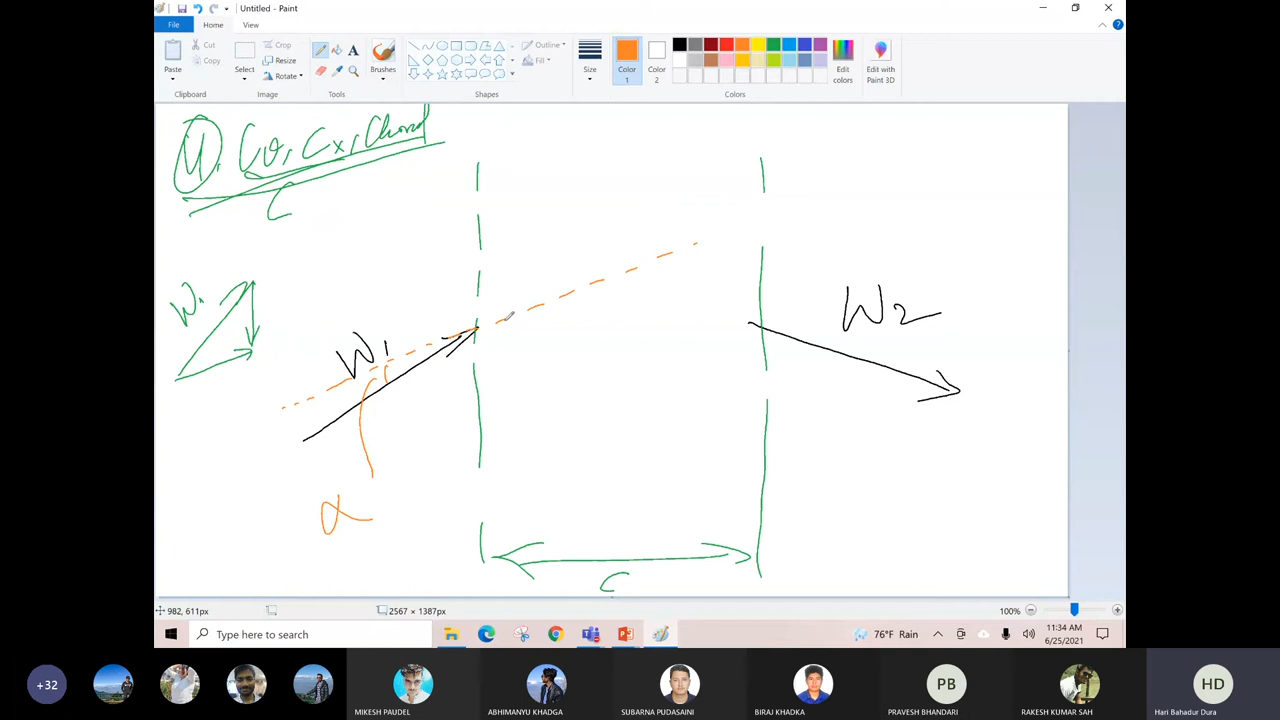 Untitled - Paint
File Home View
Paste
Cut
Copy
Clipboard
Select
Crop
Resize
Rotate
Image
Tools
Brushes
Shapes
Outline
Fill
Size
Color 1
Color 2
Colors
Edit colors
Edit with Paint 3D
U, Cθ, Cx, Chord
C
W1
W1
W2
α
C
982, 611px
2567 × 1387px
100%
Type here to search
76°F Rain
11:34 AM
6/25/2021
+32
MIKESH PAUDEL
ABHIMANYU KHADGA
SUBARNA PUDASAINI
BIRAJ KHADKA
PB
PRAVESH BHANDARI
RAKESH KUMAR SAH
HD
Hari Bahadur Dura